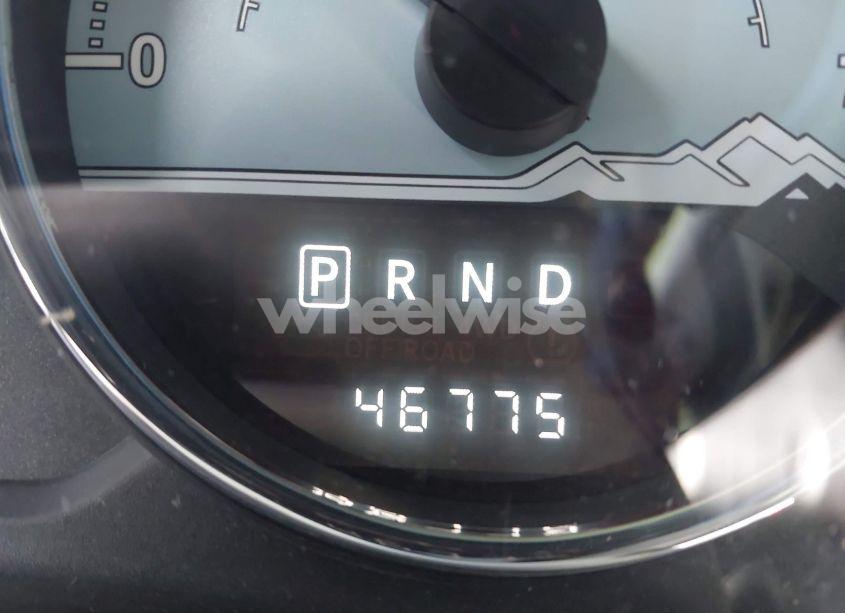 0
P R N D
wheelwise
OFF ROAD
46775